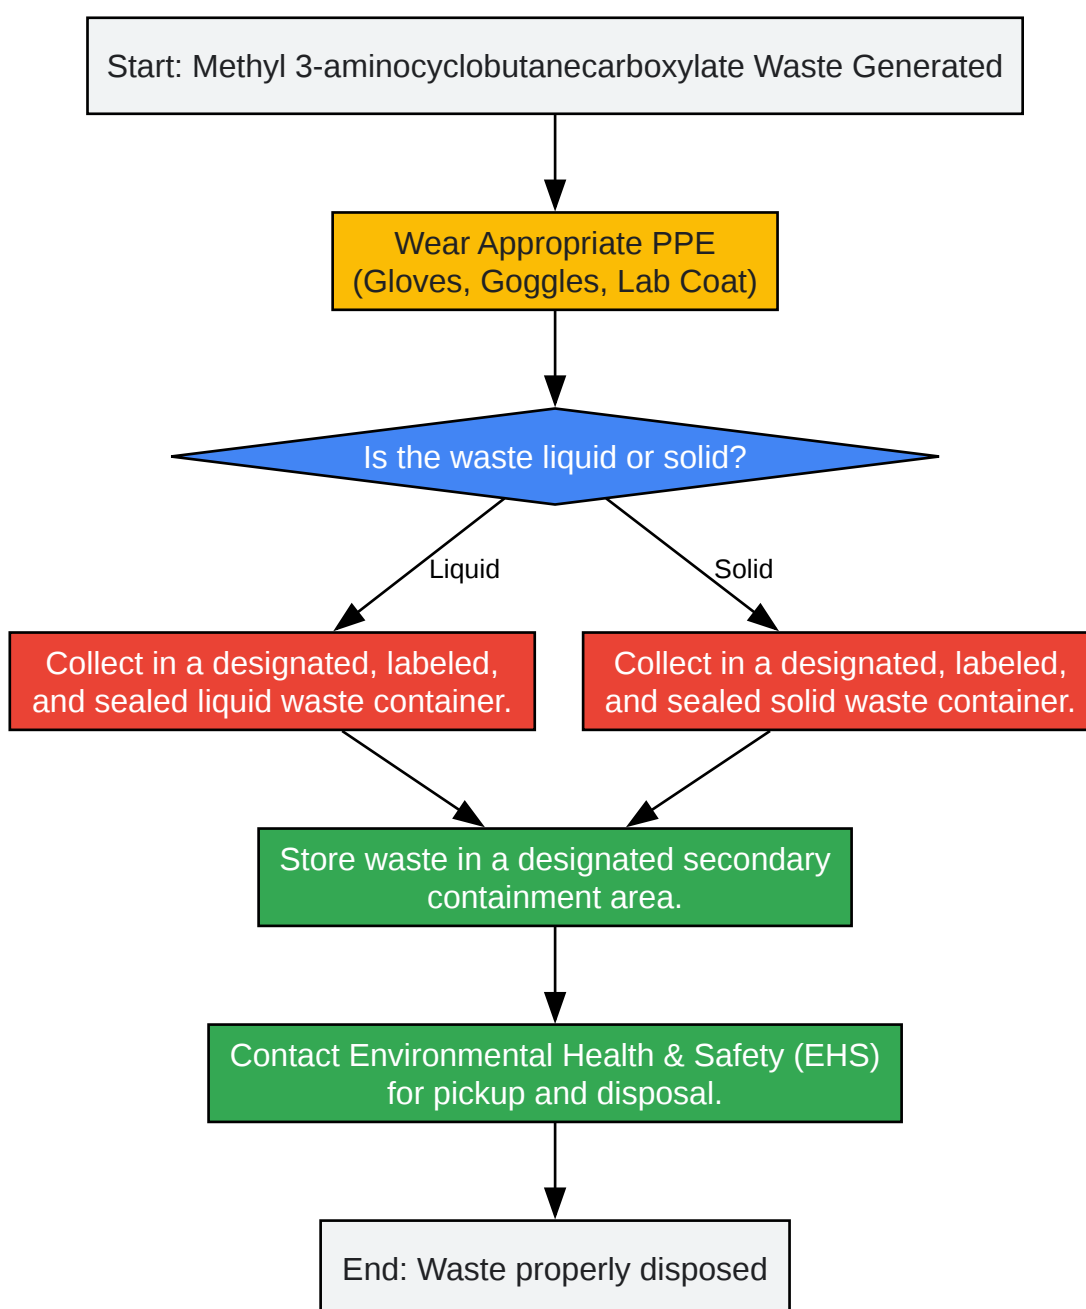 Start: Methyl 3-aminocyclobutanecarboxylate Waste Generated
Wear Appropriate PPE
(Gloves, Goggles, Lab Coat)
Is the waste liquid or solid?
Liquid
Solid
Collect in a designated, labeled,
and sealed liquid waste container.
Collect in a designated, labeled,
and sealed solid waste container.
Store waste in a designated secondary
containment area.
Contact Environmental Health & Safety (EHS)
for pickup and disposal.
End: Waste properly disposed